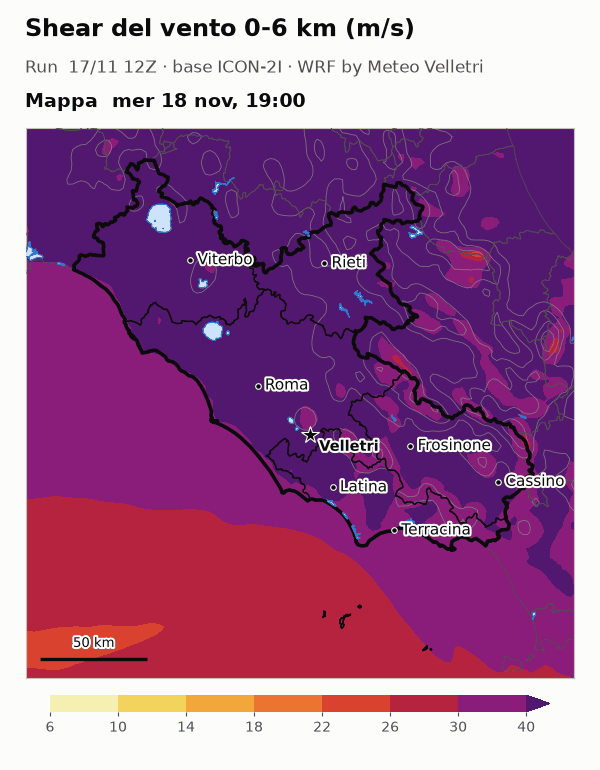 Shear del vento 0-6 km (m/s)
Run 17/11 12Z · base ICON-2I · WRF by Meteo Velletri
Mappa mer 18 nov, 19:00
Viterbo
Rieti
Roma
Velletri
Frosinone
Latina
Cassino
Terracina
50 km
6 10 14 18 22 26 30 40